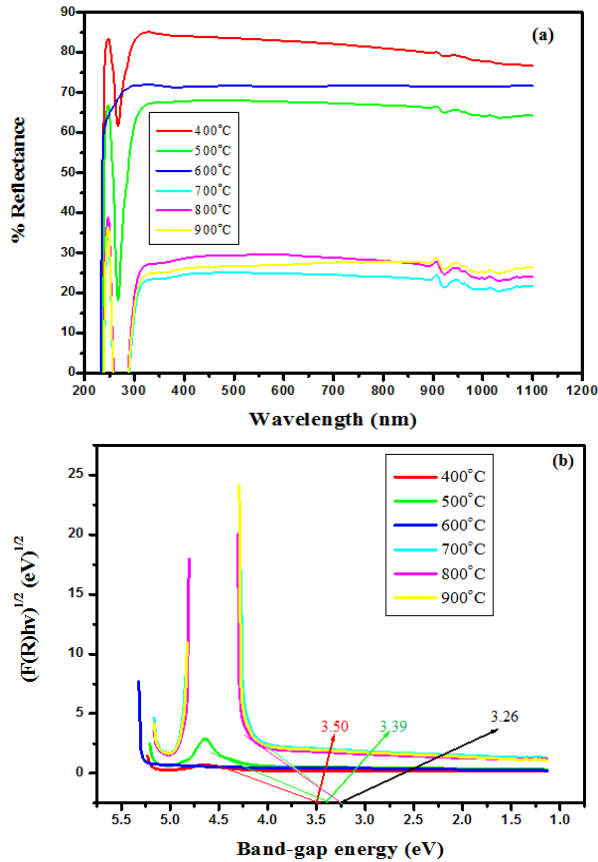 (a)
90
80
70
60
50
40
30
20
10
0
% Reflectance
400°C
500°C
600°C
700°C
800°C
900°C
200 300 400 500 600 700 800 900 1000 1100 1200
Wavelength (nm)
(b)
25
20
15
10
5
0
(F(R)hν)^1/2 (eV)^1/2
400°C
500°C
600°C
700°C
800°C
900°C
3.50
3.39
3.26
5.5 5.0 4.5 4.0 3.5 3.0 2.5 2.0 1.5 1.0
Band-gap energy (eV)